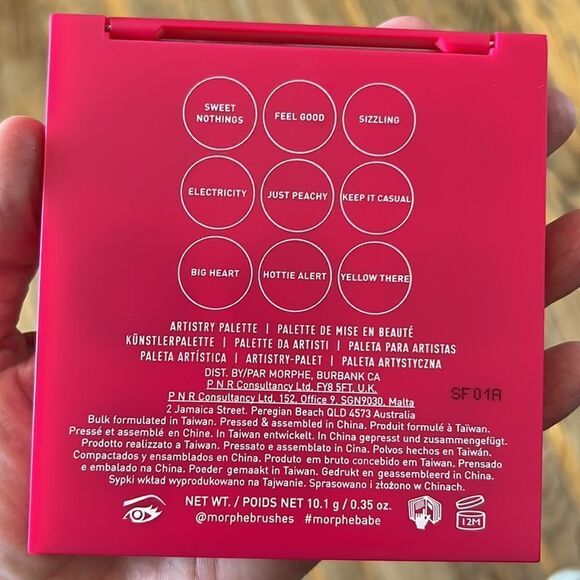 SWEET
NOTHINGS
FEEL GOOD
SIZZLING
ELECTRICITY
JUST PEACHY
KEEP IT CASUAL
BIG HEART
HOTTIE ALERT
YELLOW THERE
ARTISTRY PALETTE | PALETTE DE MISE EN BEAUTÉ
KÜNSTLERPALETTE | PALETTE DA ARTISTI | PALETA PARA ARTISTAS
PALETA ARTÍSTICA | ARTISTRY-PALET | PALETA ARTYSTYCZNA
DIST. BY/PAR MORPHE, BURBANK CA
P N R Consultancy Ltd, FY8 5FT, U.K.
P N R Consultancy Ltd, 152, Office 9, SGN9030, Malta
SF01A
2 Jamaica Street. Peregian Beach QLD 4573 Australia
Bulk formulated in Taiwan. Pressed & assembled in China. Produit formulé à Taïwan.
Pressé et assemblé en Chine. In Taiwan entwickelt. In China gepresst und zusammengefügt.
Prodotto realizzato a Taiwan. Pressato e assemblato in Cina. Polvos hechos en Taiwán.
Compactados y ensamblados en China. Produto em bruto concebido em Taiwan. Prensado
e embalado na China. Poeder gemaakt in Taiwan. Gedrukt en geassembleerd in China.
Sypki wkład wyprodukowano na Tajwanie. Sprasowano i złożono w Chinach.
NET WT. / POIDS NET 10.1 g / 0.35 oz.
@morphebrushes #morphebabe
12M